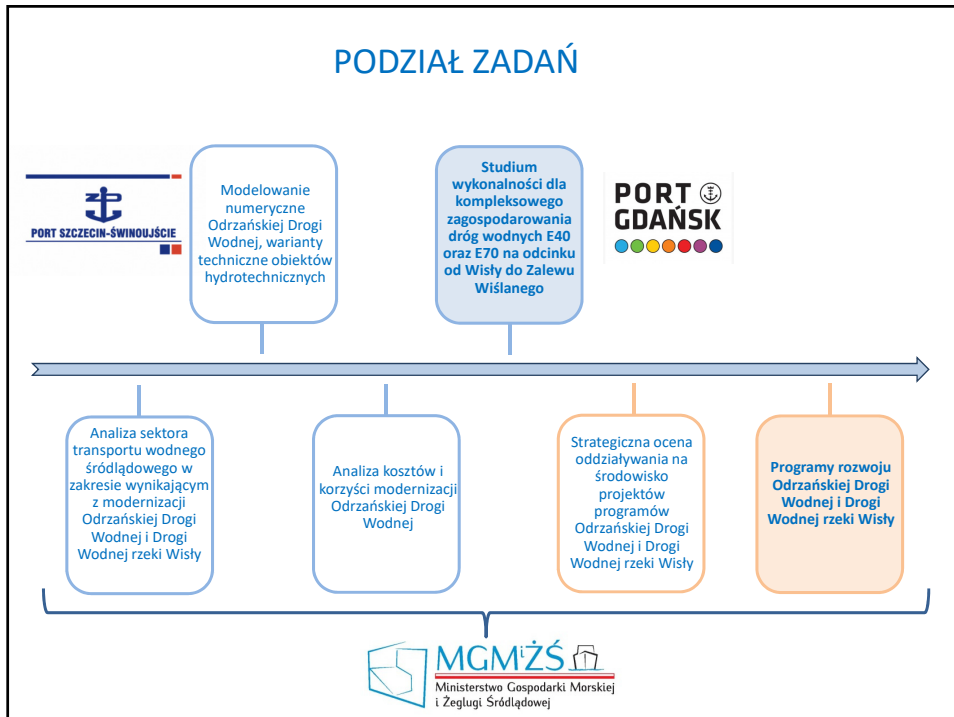 PODZIAŁ ZADAŃ
PORT SZCZECIN-ŚWINOUJŚCIE
Modelowanie
numeryczne
Odrzańskiej Drogi
Wodnej, warianty
techniczne obiektów
hydrotechnicznych
Studium
wykonalności dla
kompleksowego
zagospodarowania
dróg wodnych E40
oraz E70 na odcinku
od Wisły do Zalewu
Wiślanego
PORT
GDAŃSK
Analiza sektora
transportu wodnego
śródlądowego w
zakresie wynikającym
z modernizacji
Odrzańskiej Drogi
Wodnej i Drogi
Wodnej rzeki Wisły
Analiza kosztów i
korzyści modernizacji
Odrzańskiej Drogi
Wodnej
Strategiczna ocena
oddziaływania na
środowisko
projektów
programów
Odrzańskiej Drogi
Wodnej i Drogi
Wodnej rzeki Wisły
Programy rozwoju
Odrzańskiej Drogi
Wodnej i Drogi
Wodnej rzeki Wisły
MGMiŻŚ
Ministerstwo Gospodarki Morskiej
i Żeglugi Śródlądowej